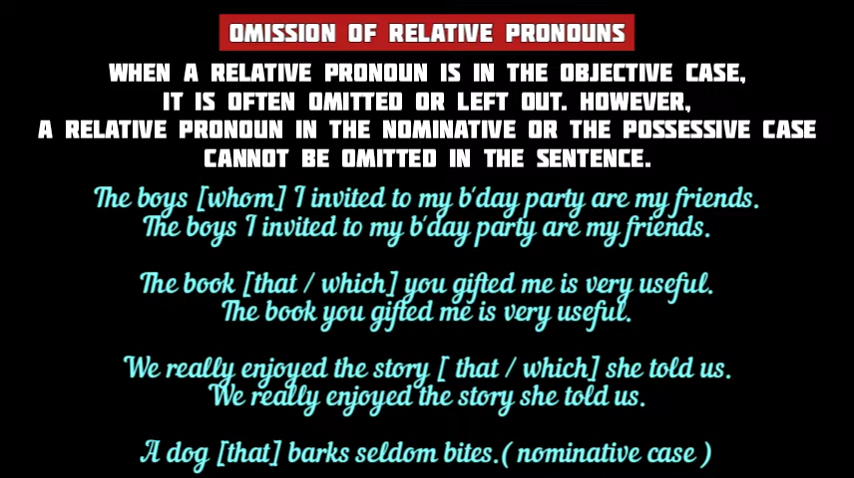 OMISSION OF RELATIVE PRONOUNS
WHEN A RELATIVE PRONOUN IS IN THE OBJECTIVE CASE,
IT IS OFTEN OMITTED OR LEFT OUT. HOWEVER,
A RELATIVE PRONOUN IN THE NOMINATIVE OR THE POSSESSIVE CASE
CANNOT BE OMITTED IN THE SENTENCE.
The boys [whom] I invited to my b'day party are my friends.
The boys I invited to my b'day party are my friends.
The book [that / which] you gifted me is very useful.
The book you gifted me is very useful.
We really enjoyed the story [ that / which] she told us.
We really enjoyed the story she told us.
A dog [that] barks seldom bites.( nominative case )